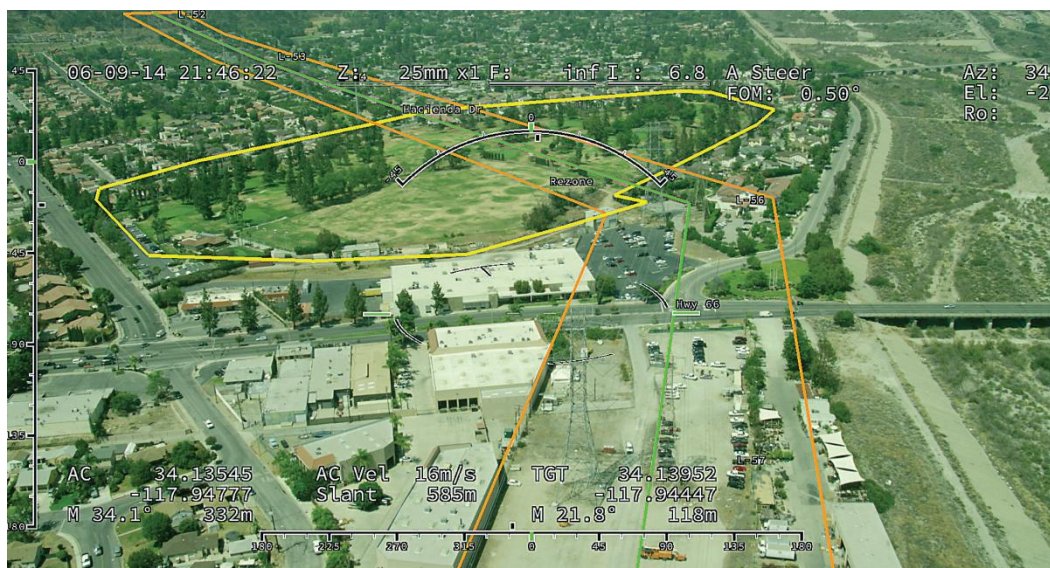 L-52
L-53
45
06-09-14 21:46:22 Z: 25mm x1 F: inf I : 6.8 A Steer Az: 34
FOM: 0.50° El: -2
Ro:
Hacienda Dr
0
0
-45
45
Rezone
L-56
-45
Hwy 66
-90
-135
L-57
AC 34.13545 AC Vel 16m/s TGT 34.13952
-117.94777 Slant 585m -117.94447
M 34.1° 332m M 21.8° 118m
-180
180 225 270 315 0 45 90 135 180